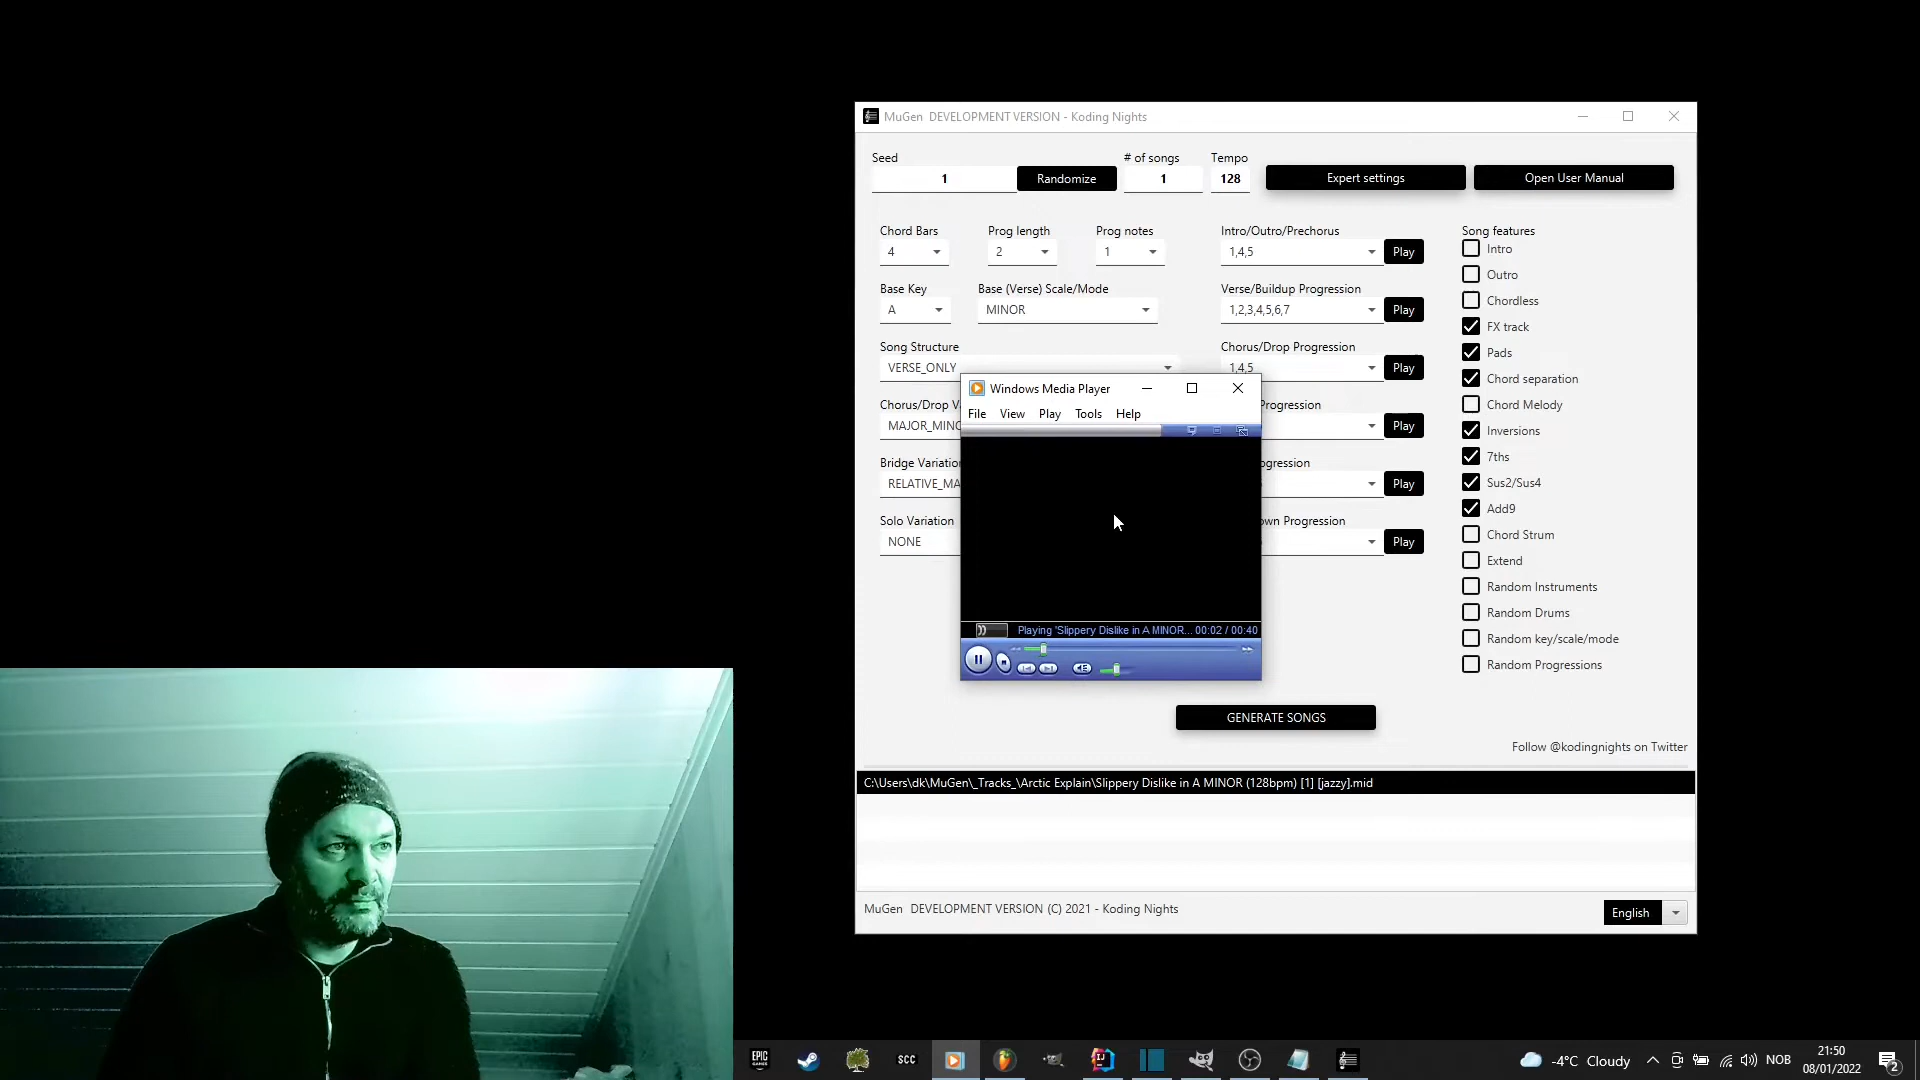 MuGen DEVELOPMENT VERSION - Koding Nights
Seed
# of songs
Tempo
1
Randomize
1
128
Expert settings
Open User Manual
Chord Bars
Prog length
Prog notes
Intro/Outro/Prechorus
Song features
4
2
1
1,4,5
Play
Intro
Outro
Base Key
Base (Verse) Scale/Mode
Verse/Buildup Progression
Chordless
A
MINOR
1,2,3,4,5,6,7
Play
FX track
Song Structure
Chorus/Drop Progression
Pads
VERSE_ONLY
1,4,5
Play
Chord separation
Windows Media Player
File View Play Tools Help
Chorus/Drop V
Progression
Chord Melody
MAJOR_MINO
Play
Inversions
Bridge Variation
ogression
7ths
RELATIVE_MA
Play
Sus2/Sus4
Add9
Solo Variation
own Progression
Chord Strum
NONE
Play
Extend
Random Instruments
Random Drums
Playing 'Slippery Dislike in A MINOR... 00:02 / 00:40
Random key/scale/mode
Random Progressions
GENERATE SONGS
Follow @kodingnights on Twitter
C:\Users\dk\MuGen\_Tracks_\Arctic Explain\Slippery Dislike in A MINOR (128bpm) [1] [jazzy].mid
MuGen DEVELOPMENT VERSION (C) 2021 - Koding Nights
English
EPIC GAMES
SCC
-4°C Cloudy
NOB
21:50
08/01/2022
2